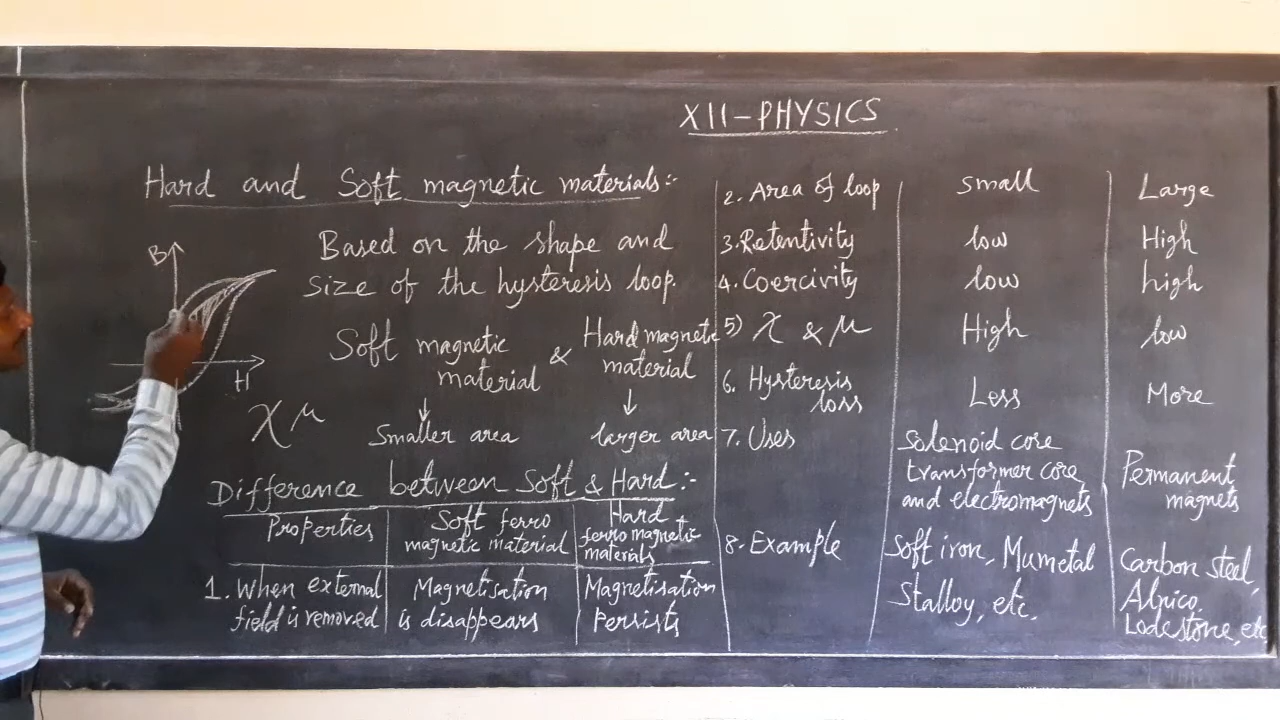 XII-PHYSICS
Hard and Soft magnetic materials:-
Based on the shape and
size of the hysteresis loop.
B
H
χ μ
Soft magnetic material & Hard magnetic material
↓ ↓
Smaller area larger area
Difference between Soft & Hard:-
Properties Soft ferro magnetic material Hard ferro magnetic materials
1. When external field is removed Magnetisation is disappears Magnetisation Persists
2. Area of loop Small Large
3. Retentivity low High
4. Coercivity low high
5) χ & μ High low
6. Hysteresis loss Less More
7. Uses Solenoid core transformer core and electromagnets Permanent magnets
8. Example Soft iron, Mumetal Stalloy, etc. Carbon steel, Alnico, Lodestone, etc